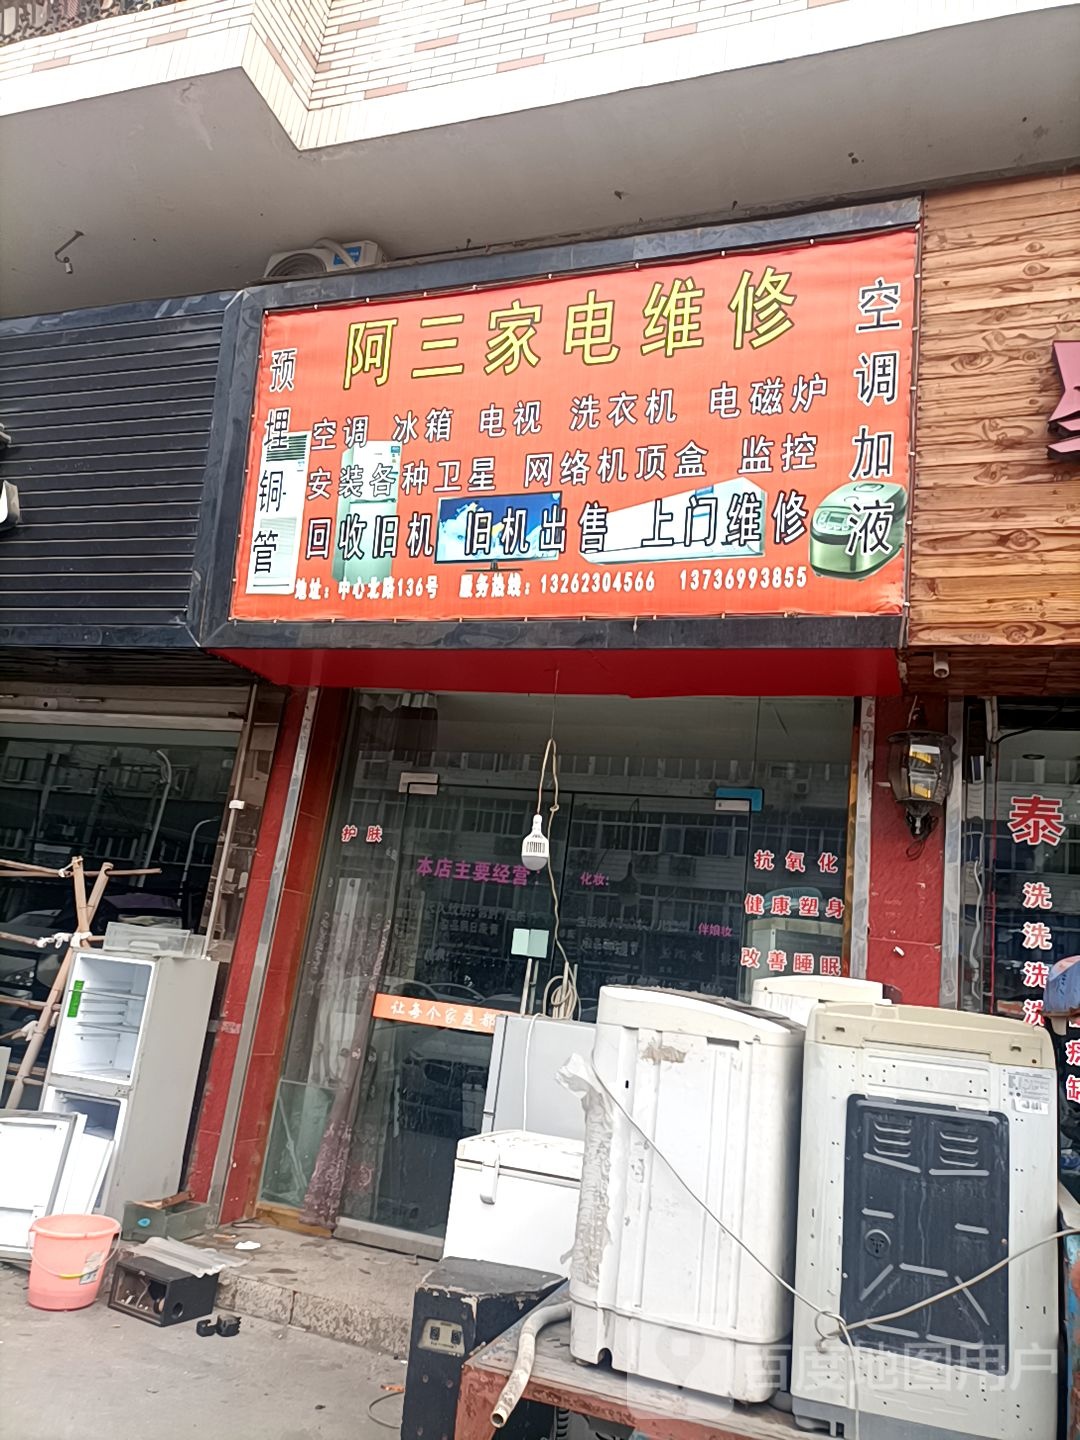 阿三家电维修
预埋铜管
空调加液
空调 冰箱 电视 洗衣机 电磁炉
安装各种卫星 网络机顶盒 监控
回收旧机 旧机出售 上门维修
地址：中心北路136号 服务热线：13262304566 13736993855
护肤
本店主要经营
化妆：
伴娘妆
抗氧化
健康塑身
改善睡眠
让每个家庭都
泰
洗
洗
洗
百度地图用户